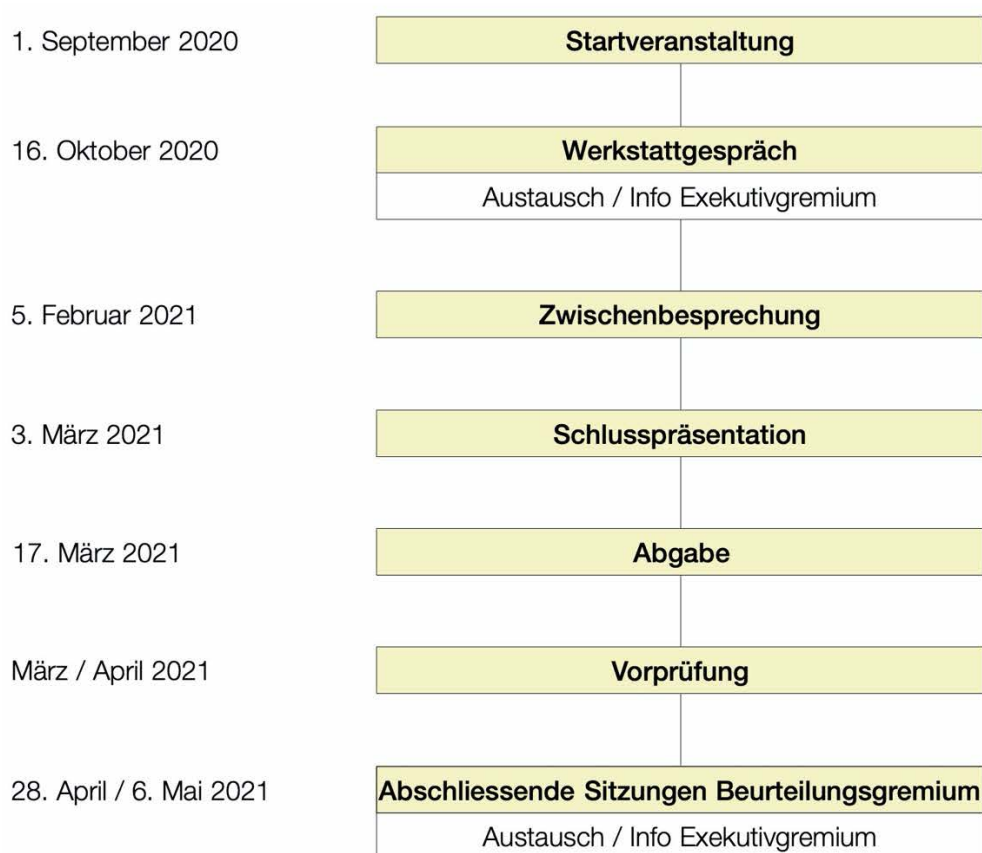 1. September 2020 Startveranstaltung
16. Oktober 2020 Werkstattgespräch
Austausch / Info Exekutivgremium
5. Februar 2021 Zwischenbesprechung
3. März 2021 Schlusspräsentation
17. März 2021 Abgabe
März / April 2021 Vorprüfung
28. April / 6. Mai 2021 Abschliessende Sitzungen Beurteilungsgremium
Austausch / Info Exekutivgremium